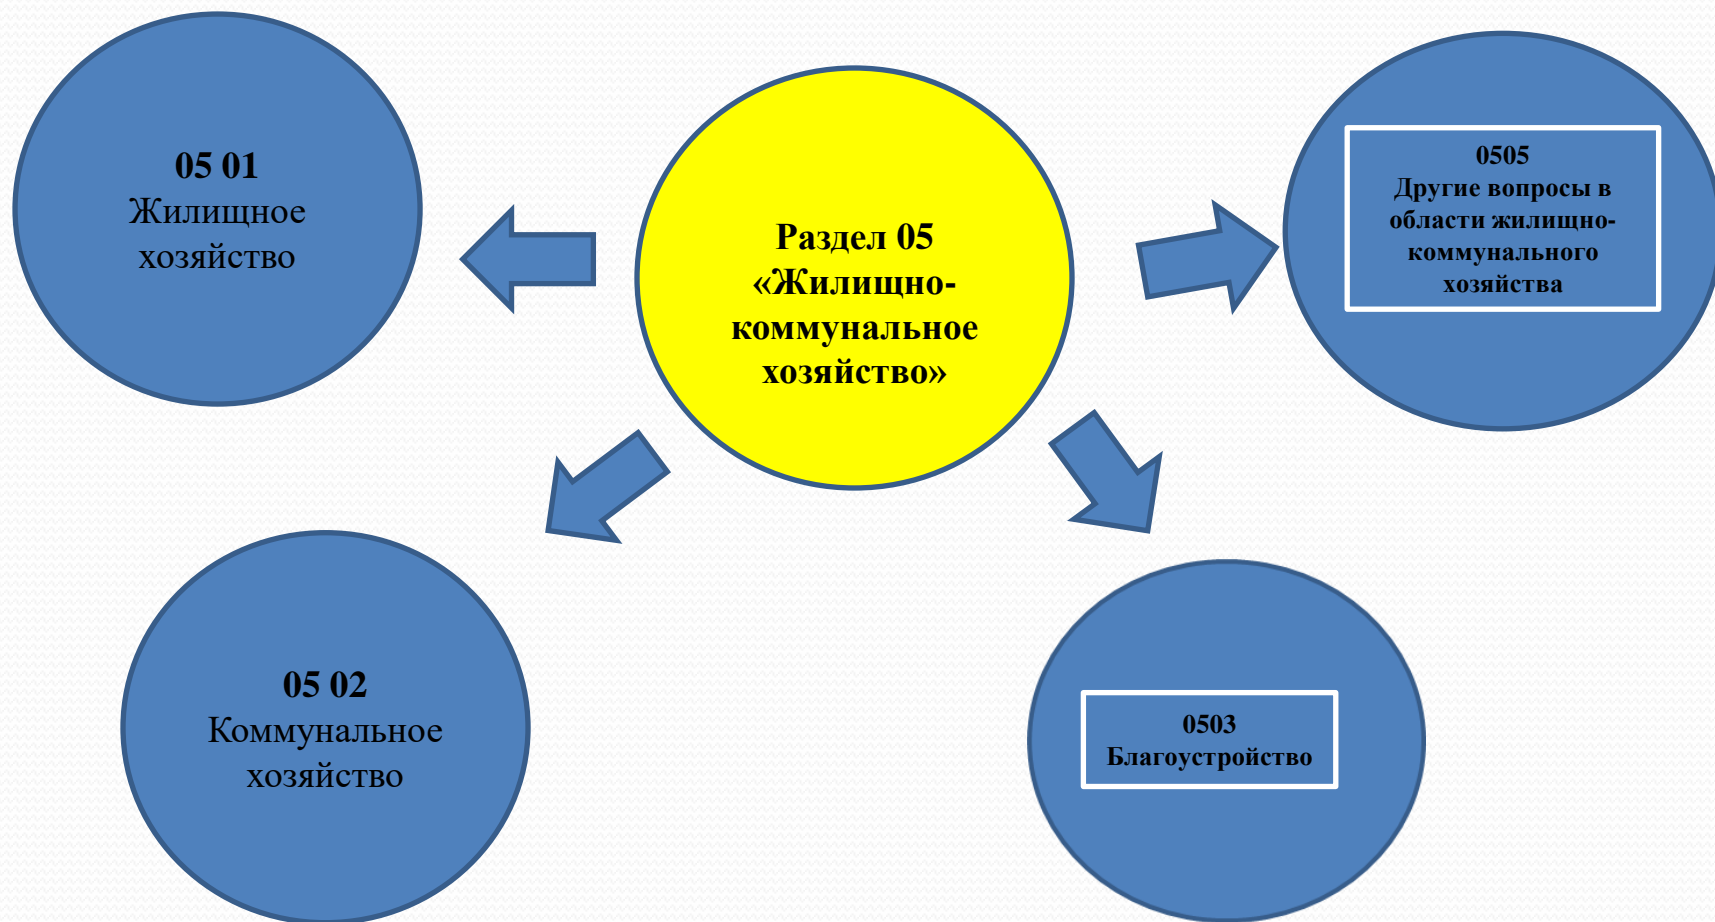 05 01
Жилищное
хозяйство
Раздел 05
«Жилищно-
коммунальное
хозяйство»
0505
Другие вопросы в
области жилищно-
коммунального
хозяйства
05 02
Коммунальное
хозяйство
0503
Благоустройство